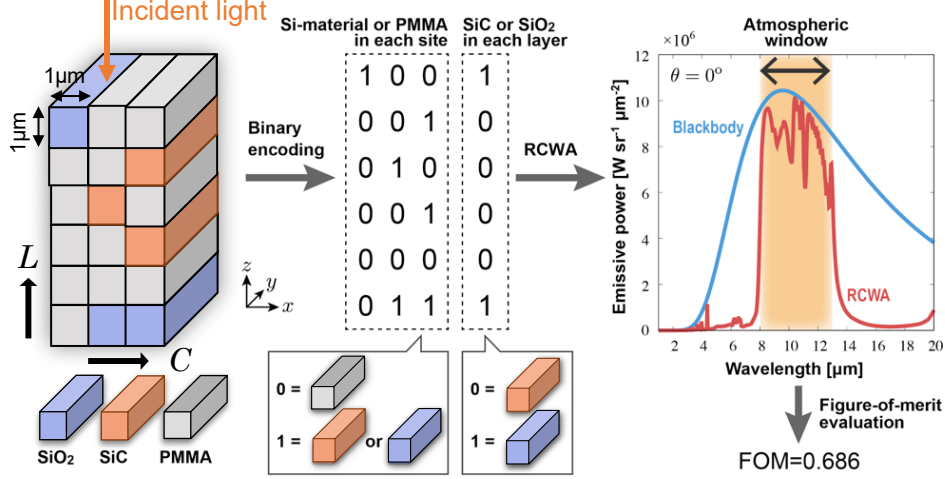 Incident light
1μm
1μm
L
C
z
y
x
SiO₂
SiC
PMMA
Binary
encoding
Si-material or PMMA
in each site
SiC or SiO₂
in each layer
1 0 0 1
0 0 1 0
0 1 0 0
0 0 1 0
0 0 0 0
0 1 1 1
0 =
1 =
or
0 =
1 =
RCWA
Atmospheric
window
×10⁶
θ = 0°
Blackbody
RCWA
Emissive power [W sr⁻¹ μm⁻²]
12
10
8
6
4
2
0
2 4 6 8 10 12 14 16 18 20
Wavelength [μm]
Figure-of-merit
evaluation
FOM=0.686